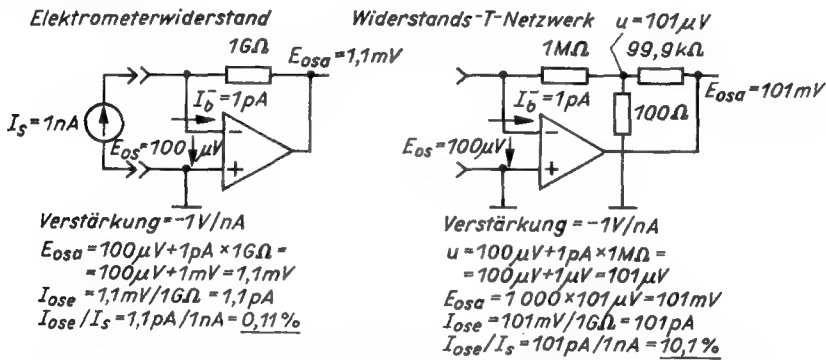 Elektrometerwiderstand
1GΩ
E_osa=1,1mV
I_b^-=1pA
I_s=1nA
E_os=100μV
−
+
Verstärkung=−1V/nA
E_osa=100μV+1pA×1GΩ=
=100μV+1mV=1,1mV
I_ose=1,1mV/1GΩ=1,1pA
I_ose/I_s=1,1pA/1nA=0,11%
Widerstands-T-Netzwerk
u=101μV
1MΩ
99,9kΩ
E_osa=101mV
I_b^-=1pA
100Ω
E_os=100μV
−
+
Verstärkung=−1V/nA
u=100μV+1pA×1MΩ=
=100μV+1μV=101μV
E_osa=1000×101μV=101mV
I_ose=101mV/1GΩ=101pA
I_ose/I_s=101pA/1nA=10,1%